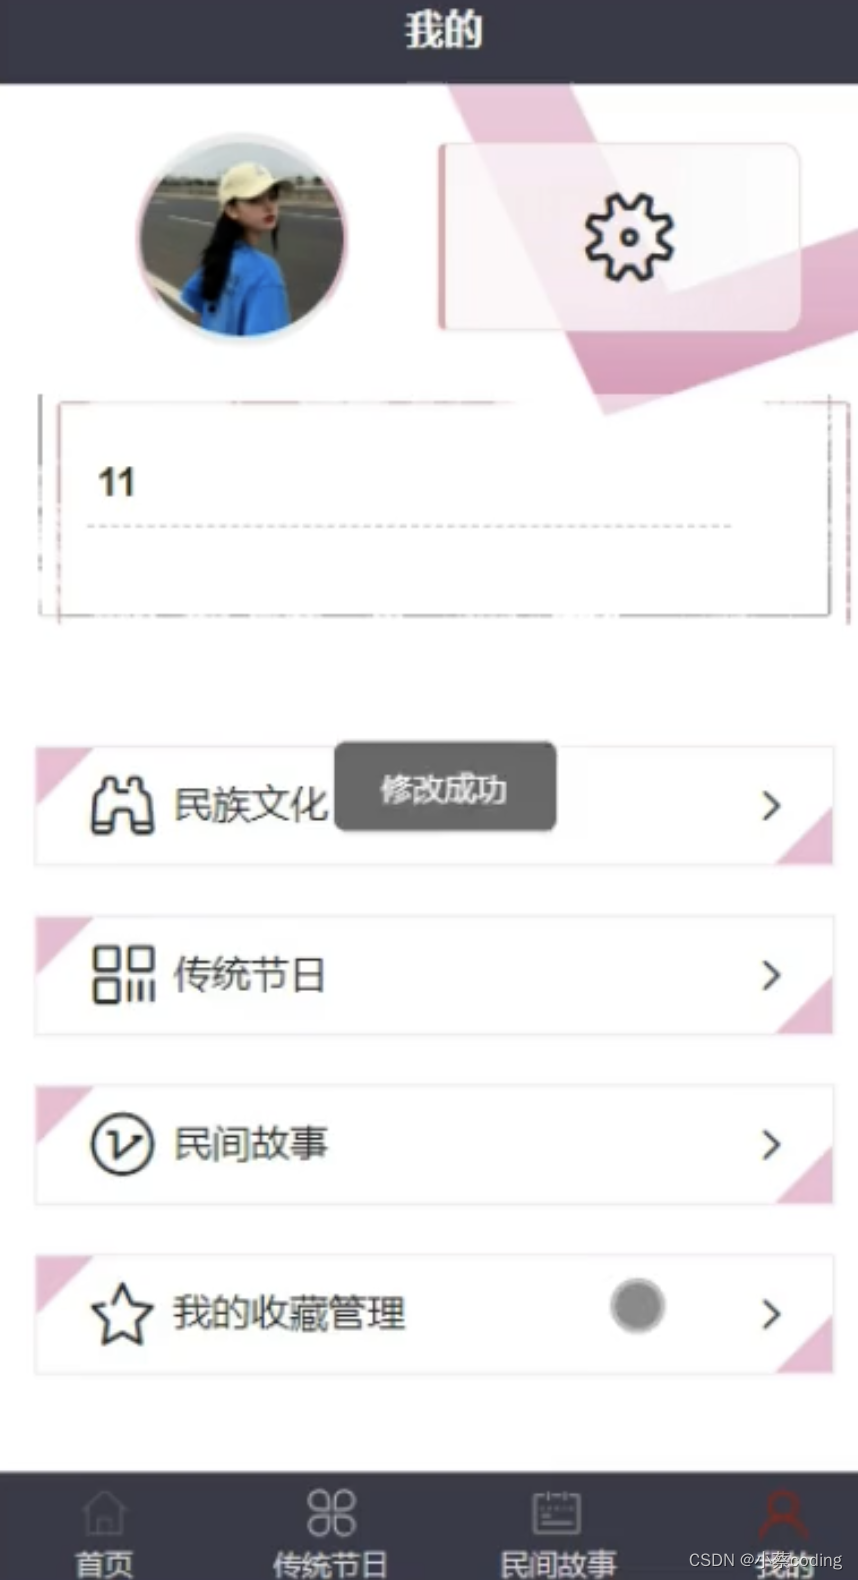 我的
11
修改成功
民族文化
传统节日
民间故事
我的收藏管理
首页
传统节日
民间故事
我的
CSDN @小蔡coding